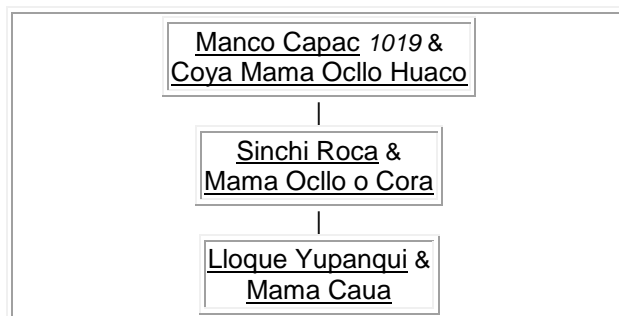 Manco Capac 1019 &
Coya Mama Ocllo Huaco
Sinchi Roca &
Mama Ocllo o Cora
Lloque Yupanqui &
Mama Caua